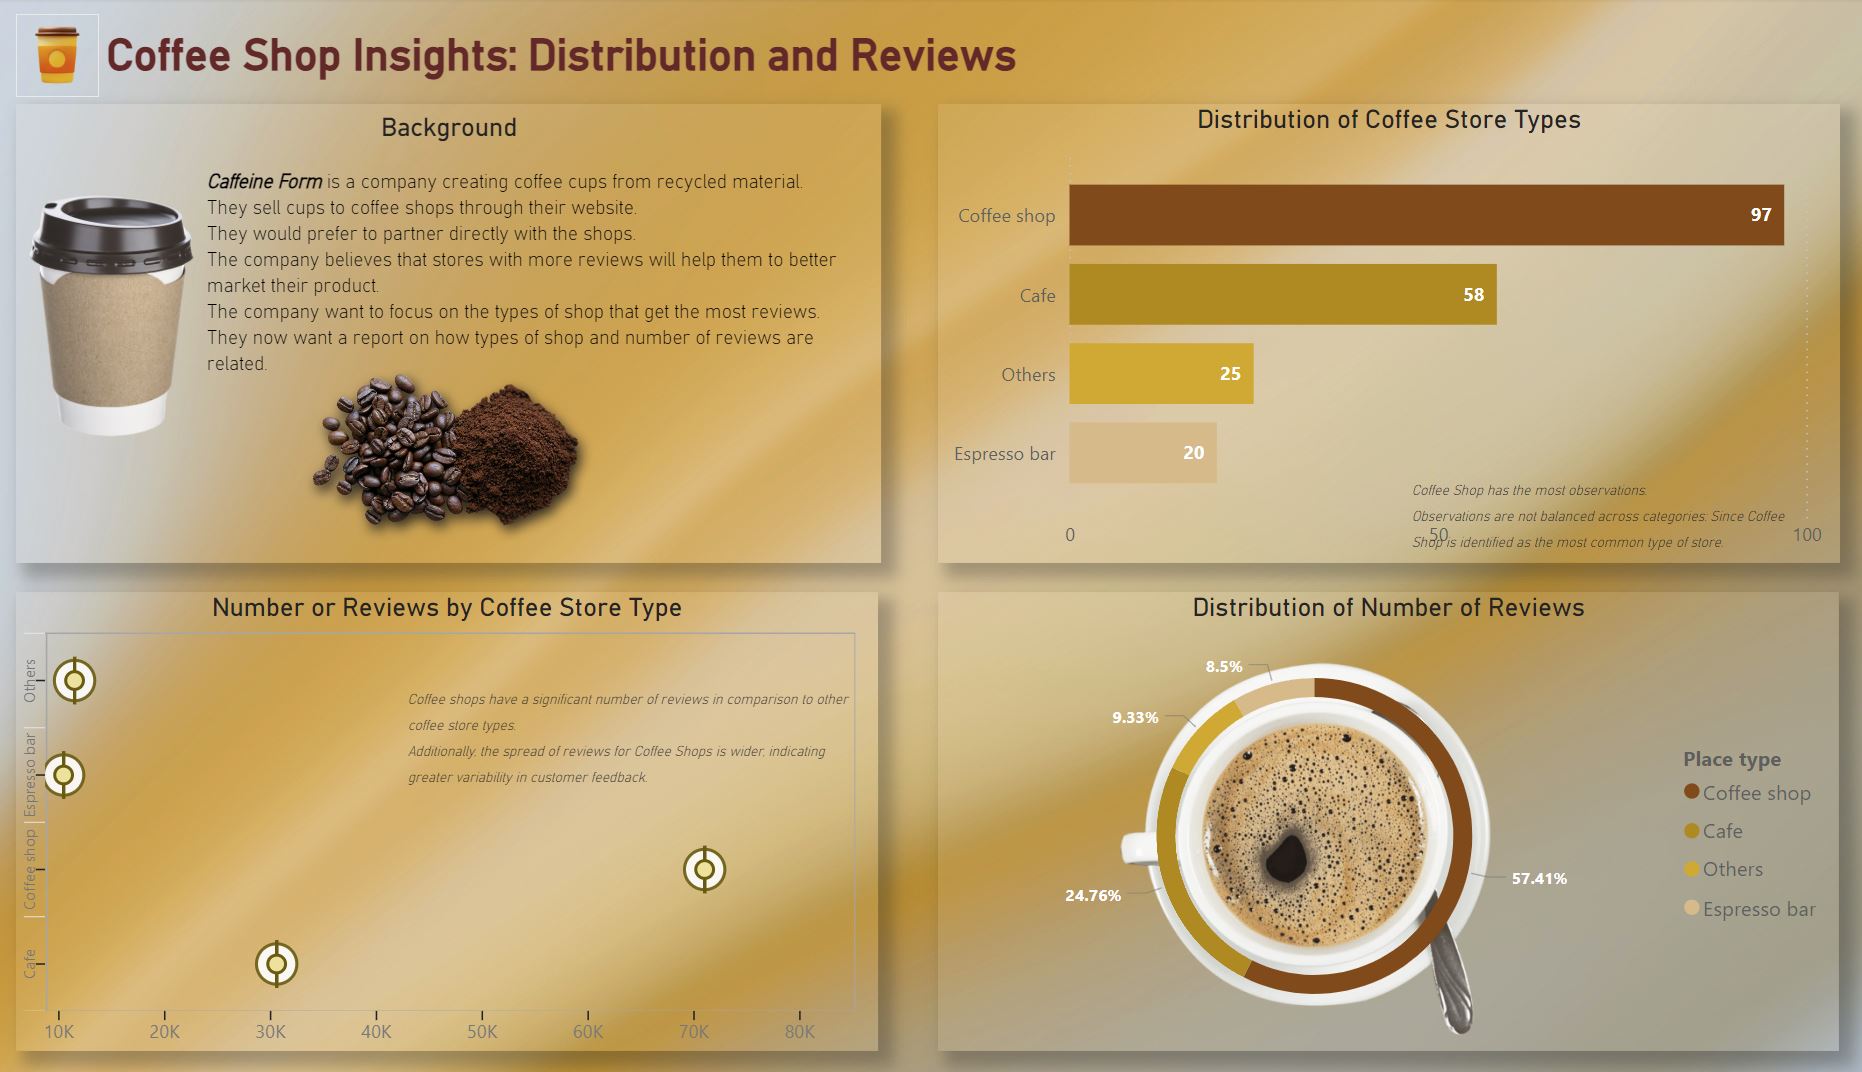 Coffee Shop Insights: Distribution and Reviews
Background
Caffeine Form is a company creating coffee cups from recycled material.
They sell cups to coffee shops through their website.
They would prefer to partner directly with the shops.
The company believes that stores with more reviews will help them to better
market their product.
The company want to focus on the types of shop that get the most reviews.
They now want a report on how types of shop and number of reviews are
related.
Distribution of Coffee Store Types
Coffee shop
97
Cafe
58
Others
25
Espresso bar
20
Coffee Shop has the most observations.
Observations are not balanced across categories; Since Coffee
Shop is identified as the most common type of store.
0
50
100
Number or Reviews by Coffee Store Type
Others
Espresso bar
Coffee shop
Cafe
Coffee shops have a significant number of reviews in comparison to other
coffee store types.
Additionally, the spread of reviews for Coffee Shops is wider, indicating
greater variability in customer feedback.
10K
20K
30K
40K
50K
60K
70K
80K
Distribution of Number of Reviews
8.5%
9.33%
24.76%
57.41%
Place type
Coffee shop
Cafe
Others
Espresso bar